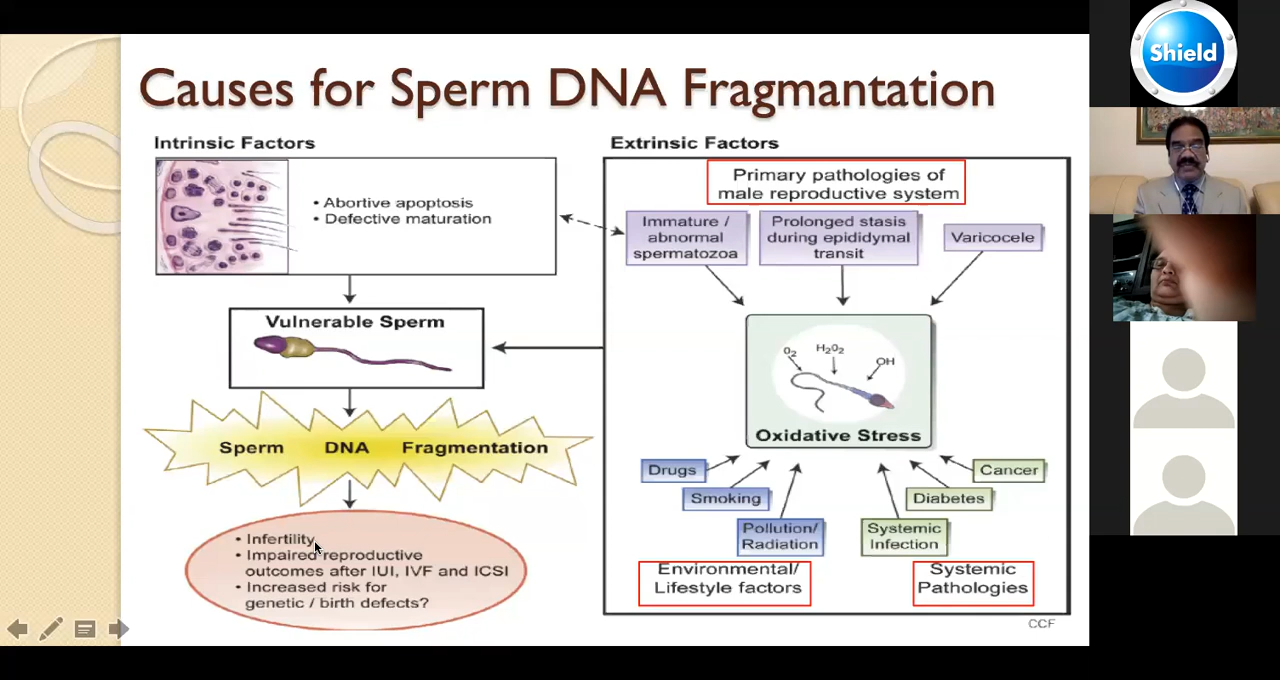 Causes for Sperm DNA Fragmantation
Intrinsic Factors
• Abortive apoptosis
• Defective maturation
Vulnerable Sperm
Sperm DNA Fragmentation
• Infertility
• Impaired reproductive
outcomes after IUI, IVF and ICSI
• Increased risk for
genetic / birth defects?
Extrinsic Factors
Primary pathologies of
male reproductive system
Immature /
abnormal
spermatozoa
Prolonged stasis
during epididymal
transit
Varicocele
O₂
H₂O₂
OH
Oxidative Stress
Drugs
Smoking
Pollution/
Radiation
Environmental/
Lifestyle factors
Cancer
Diabetes
Systemic
Infection
Systemic
Pathologies
CCF
Shield